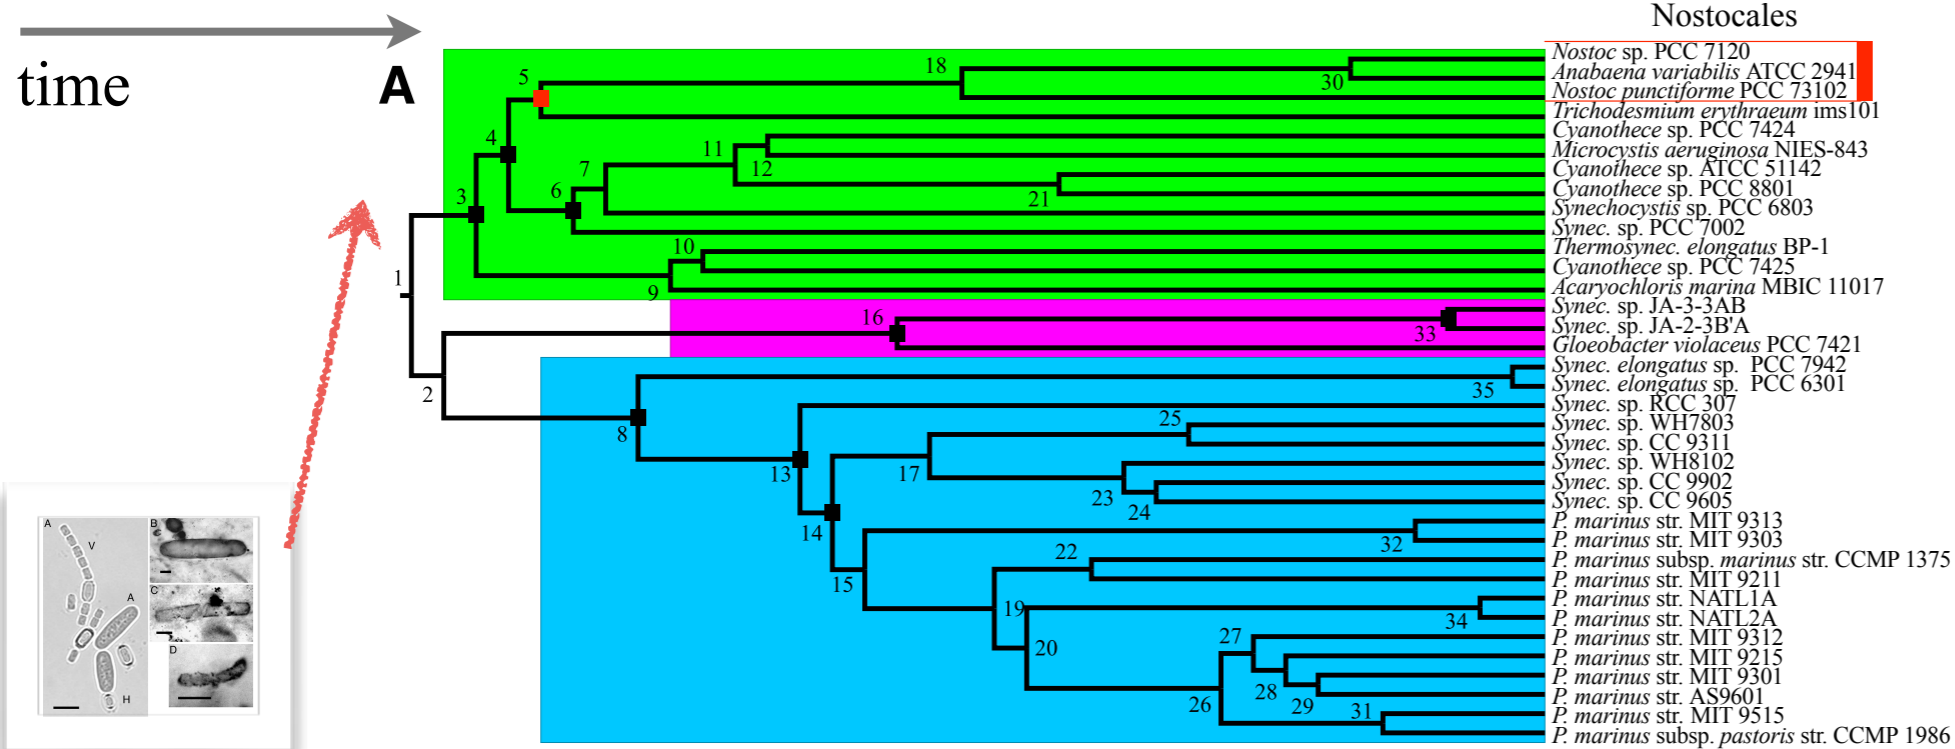 Nostocales
time
A
Nostoc sp. PCC 7120
Anabaena variabilis ATCC 2941
Nostoc punctiforme PCC 73102
Trichodesmium erythraeum ims101
Cyanothece sp. PCC 7424
Microcystis aeruginosa NIES-843
Cyanothece sp. ATCC 51142
Cyanothece sp. PCC 8801
Synechocystis sp. PCC 6803
Synec. sp. PCC 7002
Thermosynec. elongatus BP-1
Cyanothece sp. PCC 7425
Acaryochloris marina MBIC 11017
Synec. sp. JA-3-3AB
Synec. sp. JA-2-3B'A
Gloeobacter violaceus PCC 7421
Synec. elongatus sp. PCC 7942
Synec. elongatus sp. PCC 6301
Synec. sp. RCC 307
Synec. sp. WH7803
Synec. sp. CC 9311
Synec. sp. WH8102
Synec. sp. CC 9902
Synec. sp. CC 9605
P. marinus str. MIT 9313
P. marinus str. MIT 9303
P. marinus subsp. marinus str. CCMP 1375
P. marinus str. MIT 9211
P. marinus str. NATL1A
P. marinus str. NATL2A
P. marinus str. MIT 9312
P. marinus str. MIT 9215
P. marinus str. MIT 9301
P. marinus str. AS9601
P. marinus str. MIT 9515
P. marinus subsp. pastoris str. CCMP 1986
1
2
3
4
5
6
7
8
9
10
11
12
13
14
15
16
17
18
19
20
21
22
23
24
25
26
27
28
29
30
31
32
33
34
35
A
V
A
H
B
C
D